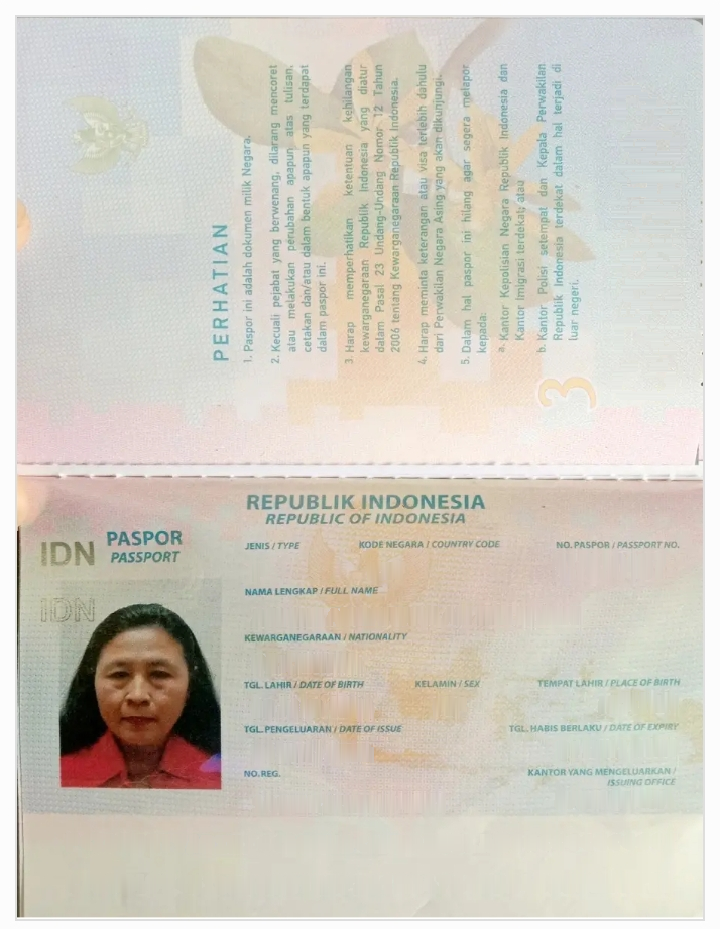 PERHATIAN
1. Paspor ini adalah dokumen milik Negara.
2. Kecuali pejabat yang berwenang, dilarang mencoret
atau melakukan perubahan apapun atas tulisan,
cetakan dan/atau dalam bentuk apapun yang terdapat
dalam paspor ini.
3. Harap memperhatikan ketentuan kehilangan
kewarganegaraan Republik Indonesia yang diatur
dalam Pasal 23 Undang-Undang Nomor 12 Tahun
2006 tentang Kewarganegaraan Republik Indonesia.
4. Harap meminta keterangan atau visa terlebih dahulu
dari Perwakilan Negara Asing yang akan dikunjungi.
5. Dalam hal paspor ini hilang agar segera melapor
kepada:
a. Kantor Kepolisian Negara Republik Indonesia dan
Kantor Imigrasi terdekat; atau
b. Kantor Polisi setempat dan Kepala Perwakilan
Republik Indonesia terdekat dalam hal terjadi di
luar negeri.
3
REPUBLIK INDONESIA
REPUBLIC OF INDONESIA
IDN PASPOR
PASSPORT
JENIS / TYPE KODE NEGARA / COUNTRY CODE NO. PASPOR / PASSPORT NO.
IDN
NAMA LENGKAP / FULL NAME
KEWARGANEGARAAN / NATIONALITY
TGL. LAHIR / DATE OF BIRTH KELAMIN / SEX TEMPAT LAHIR / PLACE OF BIRTH
TGL. PENGELUARAN / DATE OF ISSUE TGL. HABIS BERLAKU / DATE OF EXPIRY
NO. REG. KANTOR YANG MENGELUARKAN /
ISSUING OFFICE